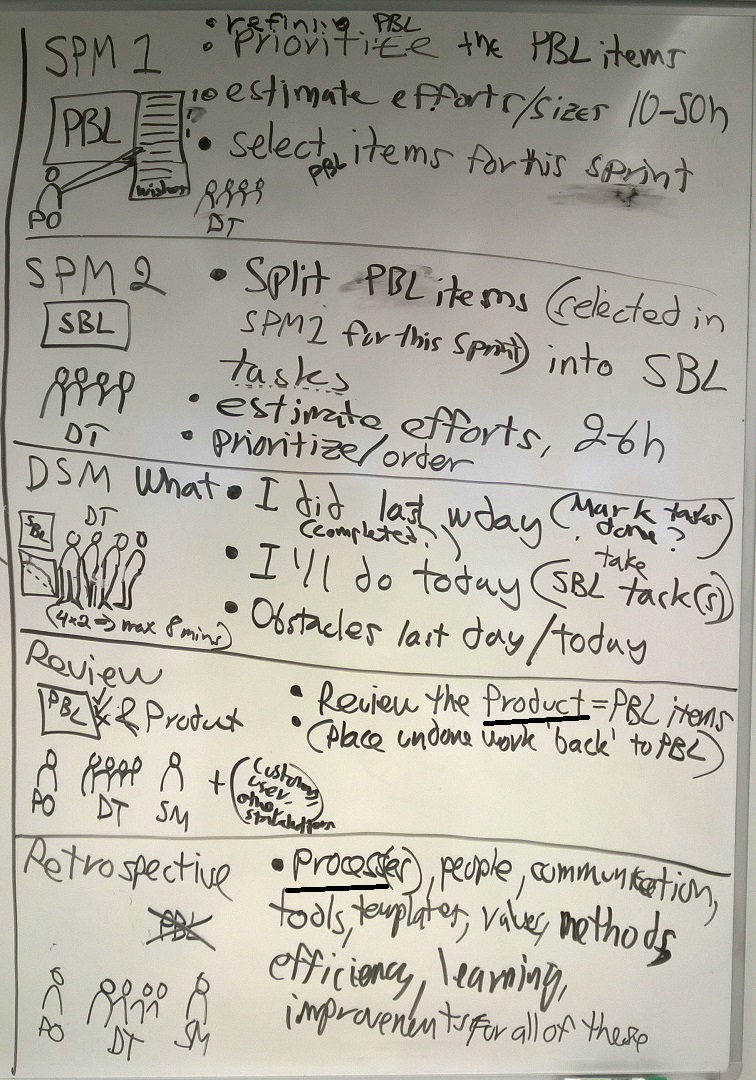 SPM 1
• refining PBL
• Prioritize the PBL items
• estimate efforts/sizes 10-50h
• select PBL items for this sprint
PBL
wishes
PO
DT
SPM 2
SBL
DT
• Split PBL items (selected in
SPM1 for this Sprint) into SBL
tasks
• estimate efforts, 2-6h
• prioritize/order
DSM What • I did last wday (Mark tasks
(completed?) done?)
• I'll do today (take
SBL task(s))
• Obstacles last day/today
DT
SBL
(4x2 => max 8 mins)
Review
PBL & Product
• Review the Product = PBL items
• (Place undone work 'back' to PBL)
PO DT SM + (Customer,
user,
other
stakeholders
Retrospective
PBL
• Process(es), people, communication,
tools, templates, values, methods,
efficiency, learning,
improvements for all of these
PO DT SM